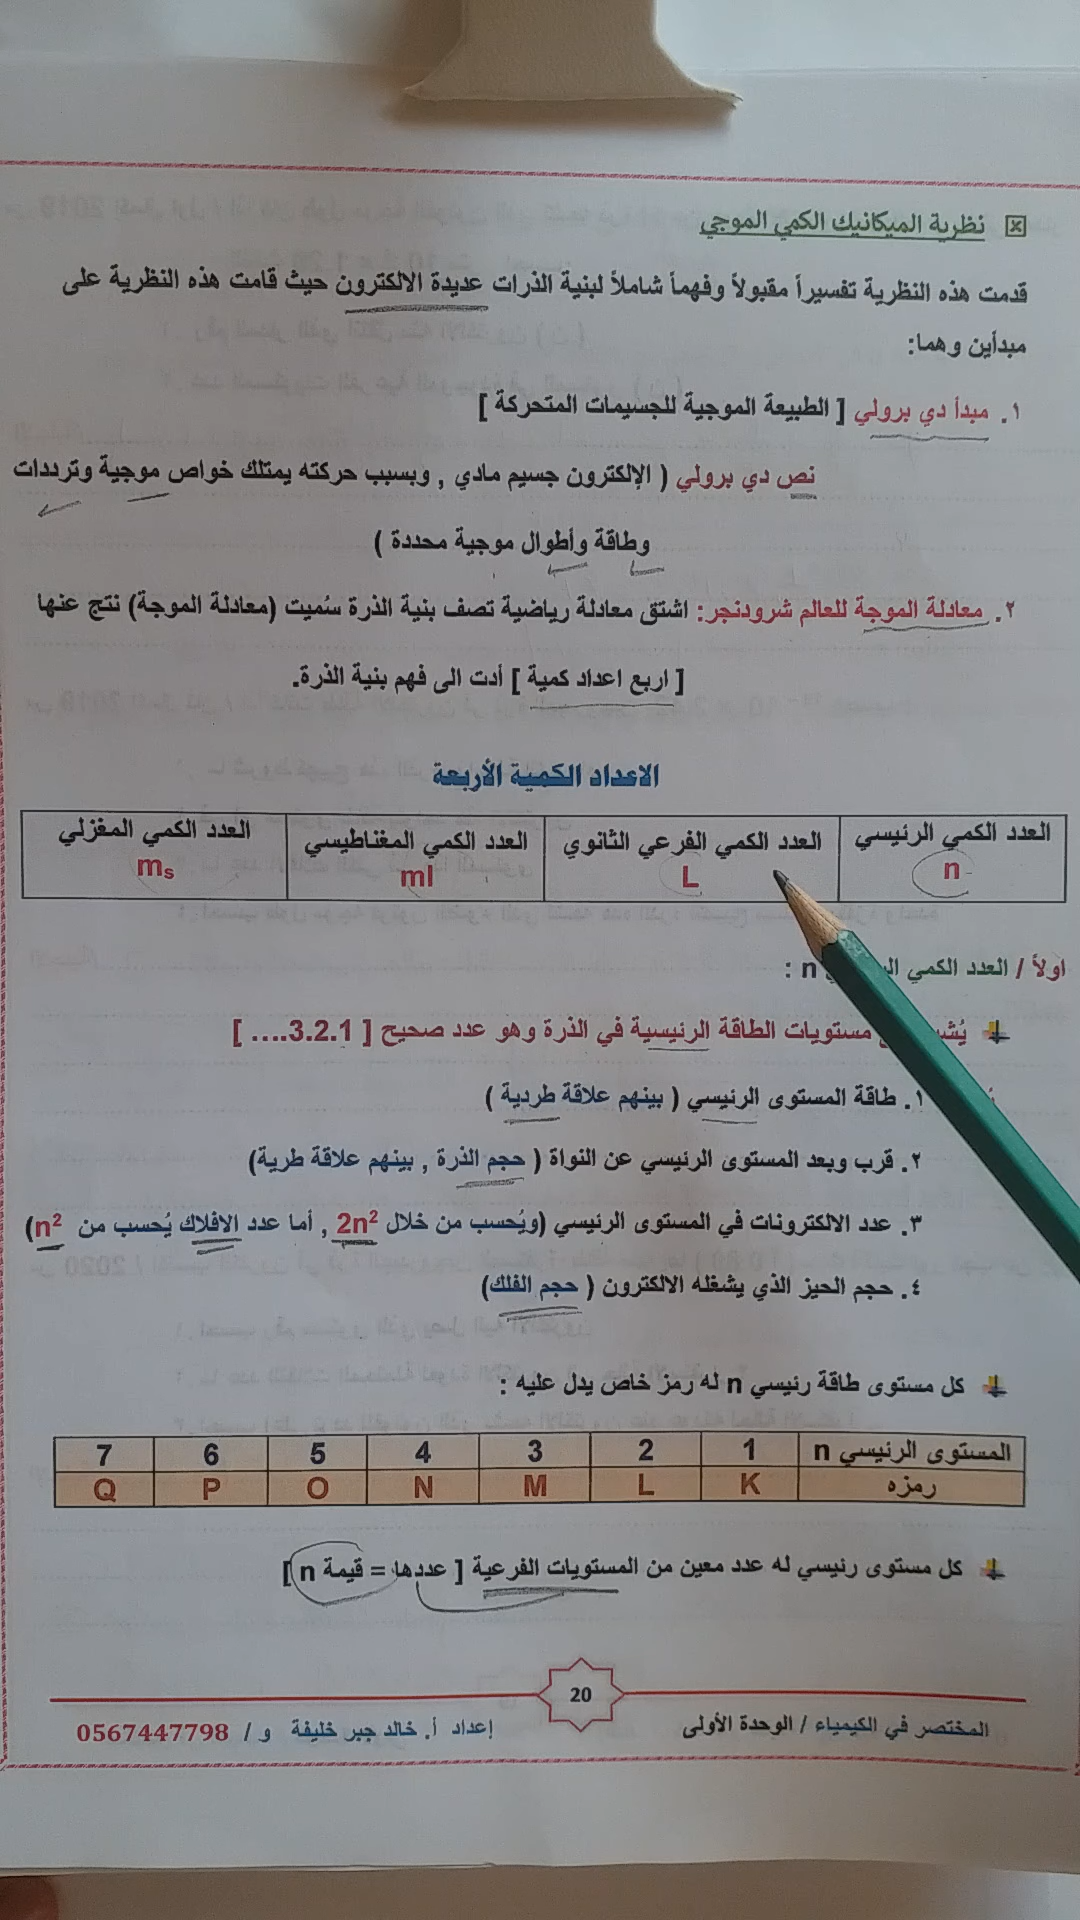 نظرية الميكانيك الكمي الموجي
قدمت هذه النظرية تفسيراً مقبولاً وفهماً شاملاً لبنية الذرات عديدة الالكترون حيث قامت هذه النظرية على
مبدأين وهما:
١. مبدأ دي برولي [ الطبيعة الموجية للجسيمات المتحركة ]
نص دي برولي ( الإلكترون جسيم مادي , وبسبب حركته يمتلك خواص موجية وترددات
وطاقة وأطوال موجية محددة )
٢. معادلة الموجة للعالم شرودنجر: اشتق معادلة رياضية تصف بنية الذرة سُميت (معادلة الموجة) نتج عنها
[ اربع اعداد كمية ] أدت الى فهم بنية الذرة.
الاعداد الكمية الأربعة
العدد الكمي الرئيسي العدد الكمي الفرعي الثانوي العدد الكمي المغناطيسي العدد الكمي المغزلي
n L ml ms
اولاً / العدد الكمي n :
مستويات الطاقة الرئيسية في الذرة وهو عدد صحيح [ 3.2.1.... ]
١. طاقة المستوى الرئيسي ( بينهم علاقة طردية )
٢. قرب وبعد المستوى الرئيسي عن النواة ( حجم الذرة , بينهم علاقة طرية)
٣. عدد الالكترونات في المستوى الرئيسي (ويُحسب من خلال 2n² , أما عدد الافلاك يُحسب من n²)
٤. حجم الحيز الذي يشغله الالكترون ( حجم الفلك)
كل مستوى طاقة رئيسي n له رمز خاص يدل عليه :
المستوى الرئيسي n 1 2 3 4 5 6 7
رمزه K L M N O P Q
كل مستوى رئيسي له عدد معين من المستويات الفرعية [ عددها = قيمة n ]
20
المختصر في الكيمياء / الوحدة الأولى
إعداد أ. خالد جبر خليفة و / 0567447798